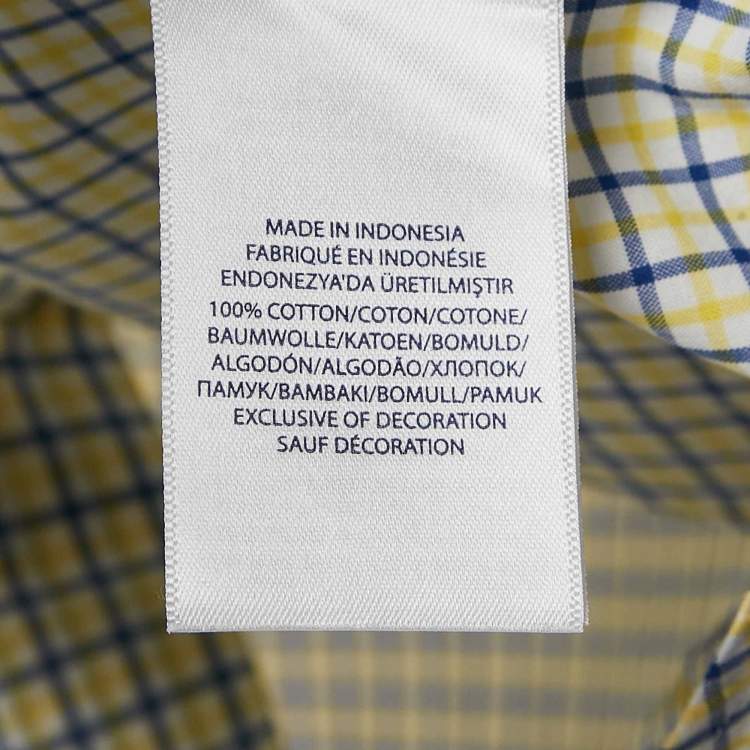 MADE IN INDONESIA
FABRIQUÉ EN INDONÉSIE
ENDONEZYA'DA ÜRETILMIŞTIR
100% COTTON/COTON/COTONE/
BAUMWOLLE/KATOEN/BOMULD/
ALGODÓN/ALGODÃO/ХЛОПОК/
ПАМУК/BAMBAKI/BOMULL/PAMUK
EXCLUSIVE OF DECORATION
SAUF DÉCORATION